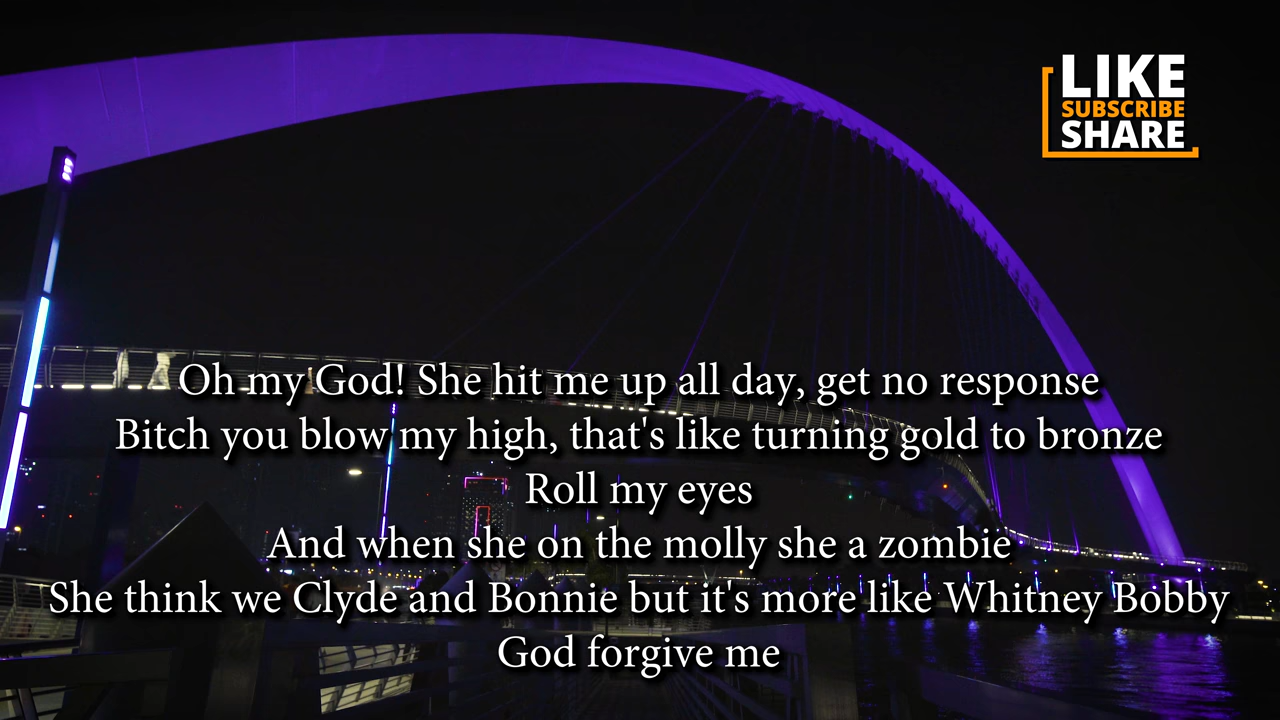 LIKE
SUBSCRIBE
SHARE
Oh my God! She hit me up all day, get no response
Bitch you blow my high, that's like turning gold to bronze
Roll my eyes
And when she on the molly she a zombie
She think we Clyde and Bonnie but it's more like Whitney Bobby
God forgive me